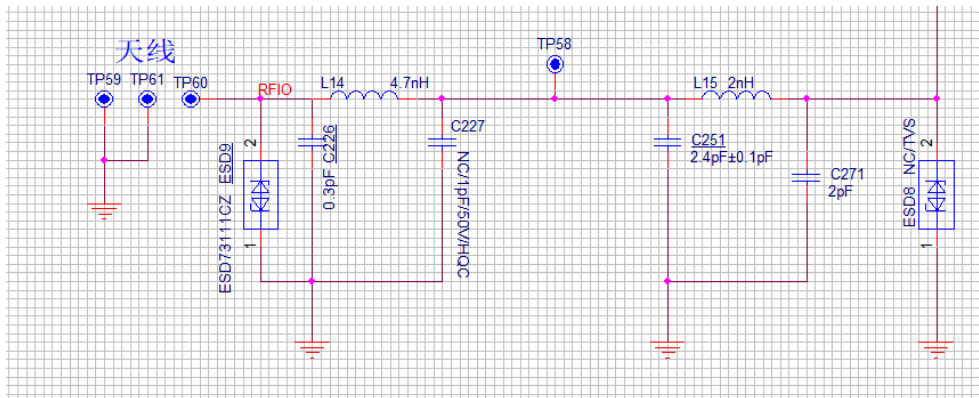 天线
TP59 TP61 TP60
RFIO
L14 4.7nH
TP58
L15 2nH
ESD73111CZ ESD9
2
1
0.3pF C226
C227
NC/1pF/50V/HQC
C251
2.4pF±0.1pF
C271
2pF
ESD8 NC/TVS
2
1